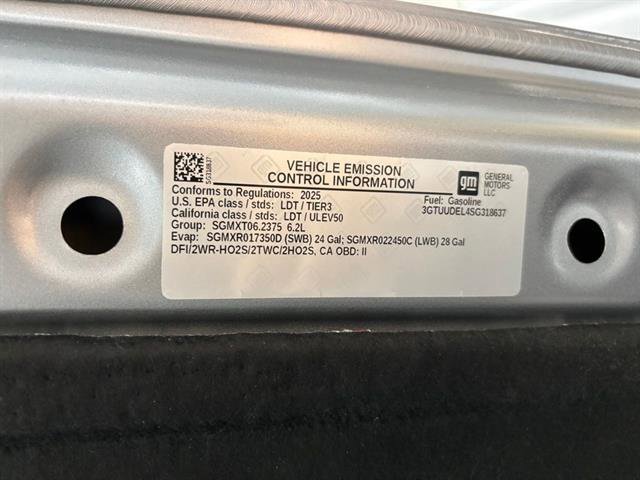 SG318637
VEHICLE EMISSION
CONTROL INFORMATION
gm
GENERAL
MOTORS
LLC
Conforms to Regulations: 2025
Fuel: Gasoline
U.S. EPA class / stds: LDT / TIER3
3GTUUDEL4SG318637
California class / stds: LDT / ULEV50
Group: SGMXT06.2375 6.2L
Evap: SGMXR017350D (SWB) 24 Gal; SGMXR022450C (LWB) 28 Gal
DFI/2WR-HO2S/2TWC/2HO2S, CA OBD: II